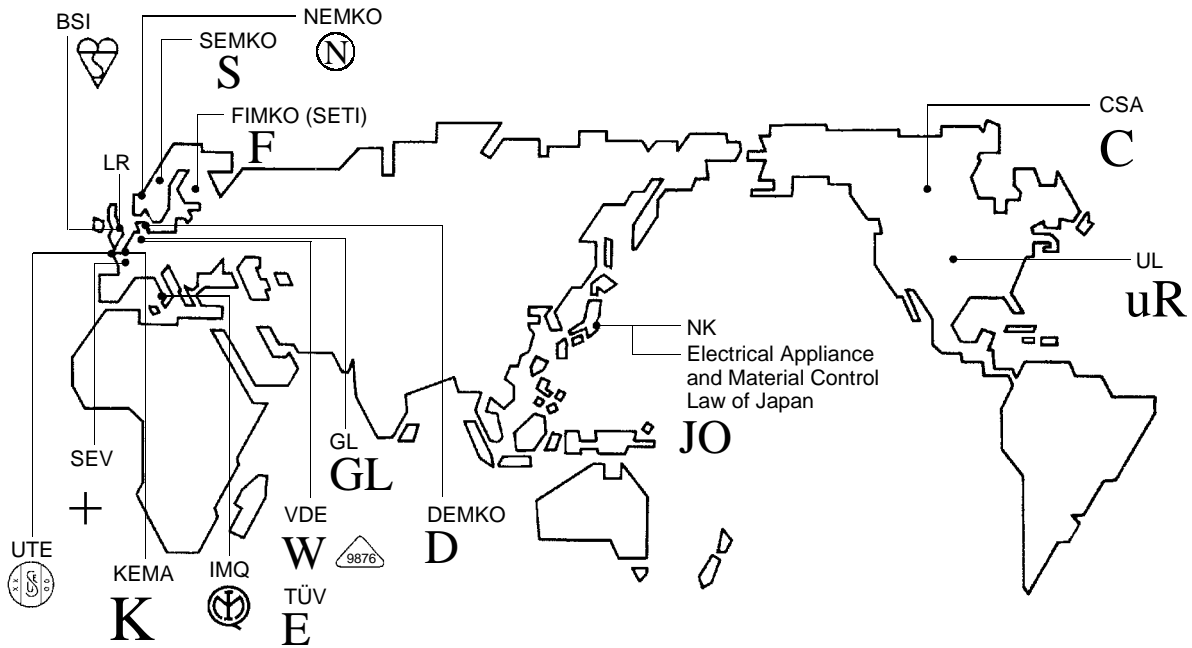 BSI
NEMKO
N
SEMKO
S
FIMKO (SETI)
F
LR
CSA
C
UL
uR
NK
Electrical Appliance
and Material Control
Law of Japan
JO
SEV
+
GL
GL
UTE
KEMA
K
IMQ
VDE
W
9876
TÜV
E
DEMKO
D